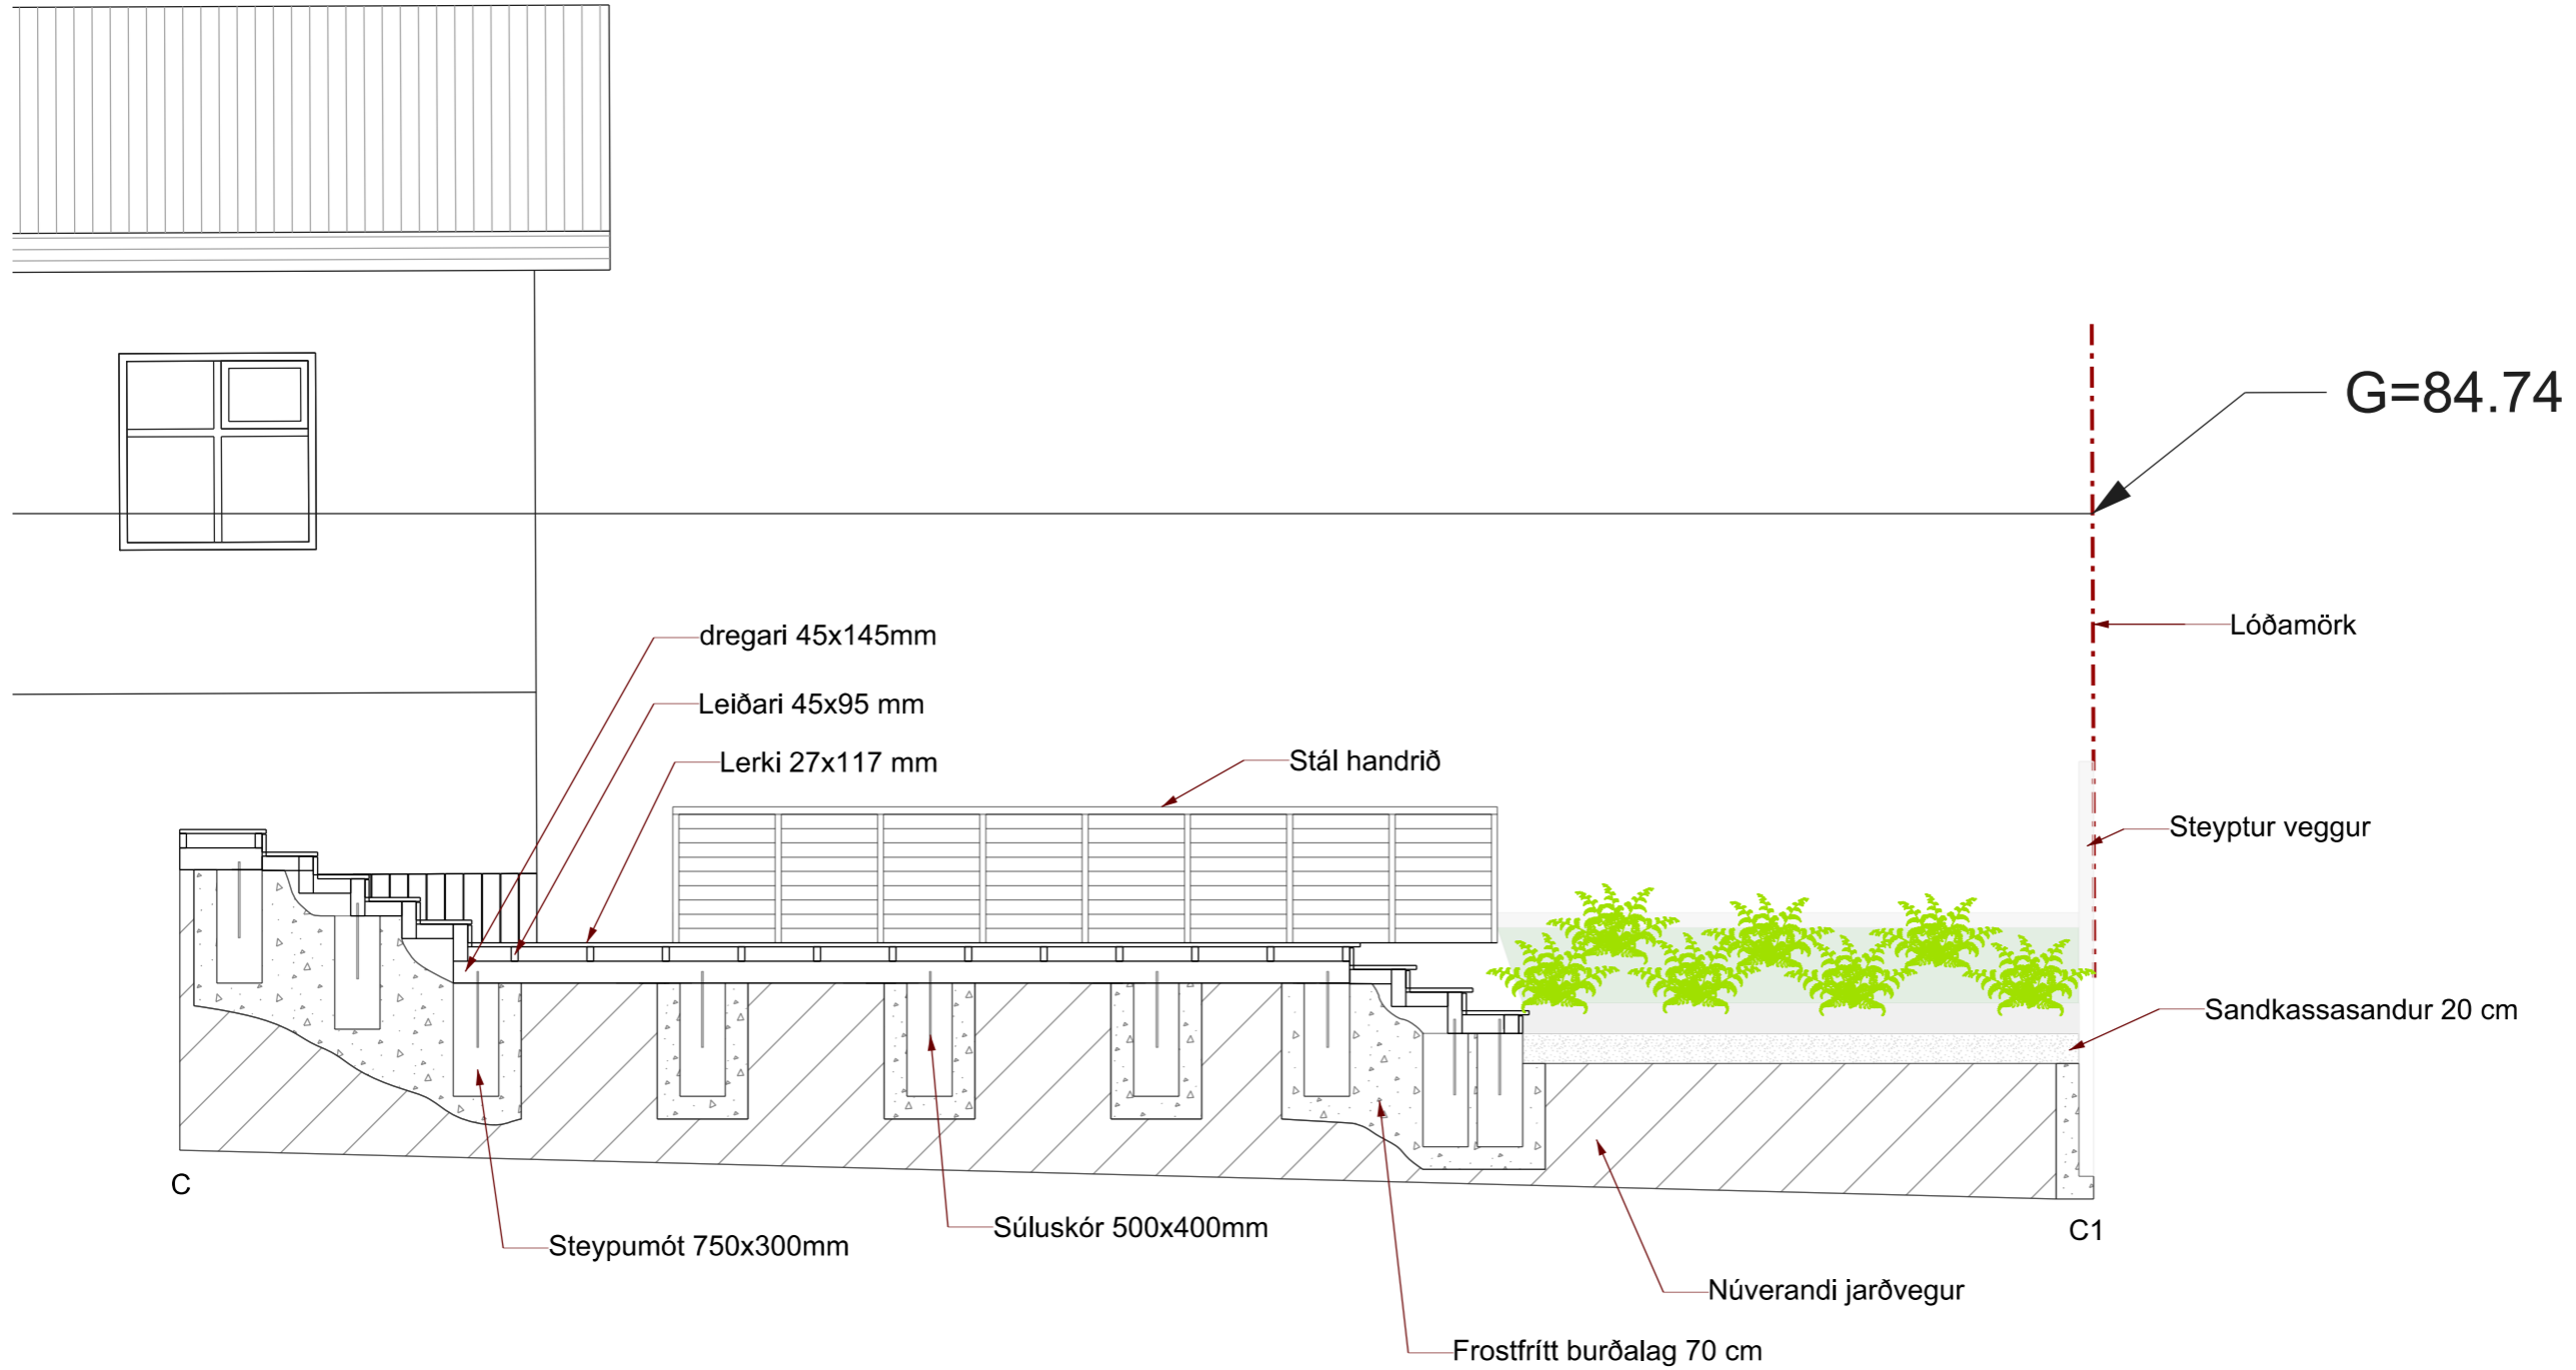 G=84.74
dregari 45x145mm
Lóðamörk
Leiðari 45x95 mm
Lerki 27x117 mm
Stál handrið
Steyptur veggur
Sandkassasandur 20 cm
C
C1
Súluskór 500x400mm
Steypumót 750x300mm
Núverandi jarðvegur
Frostfrítt burðalag 70 cm